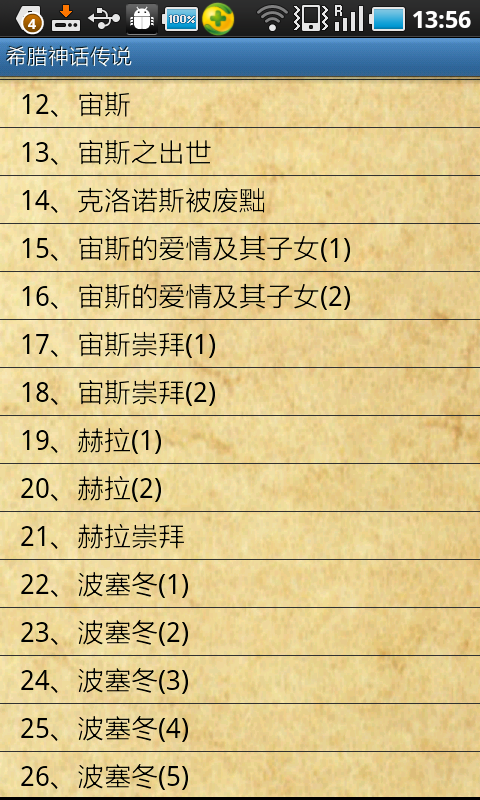 4
100%
R
13:56
希腊神话传说
12、宙斯
13、宙斯之出世
14、克洛诺斯被废黜
15、宙斯的爱情及其子女(1)
16、宙斯的爱情及其子女(2)
17、宙斯崇拜(1)
18、宙斯崇拜(2)
19、赫拉(1)
20、赫拉(2)
21、赫拉崇拜
22、波塞冬(1)
23、波塞冬(2)
24、波塞冬(3)
25、波塞冬(4)
26、波塞冬(5)